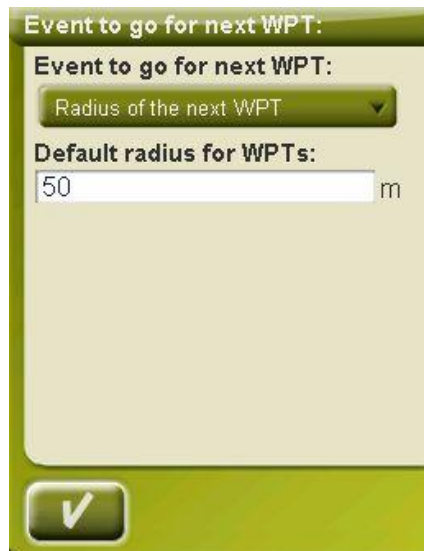 Event to go for next WPT:
Event to go for next WPT:
Radius of the next WPT
Default radius for WPTs:
50 m